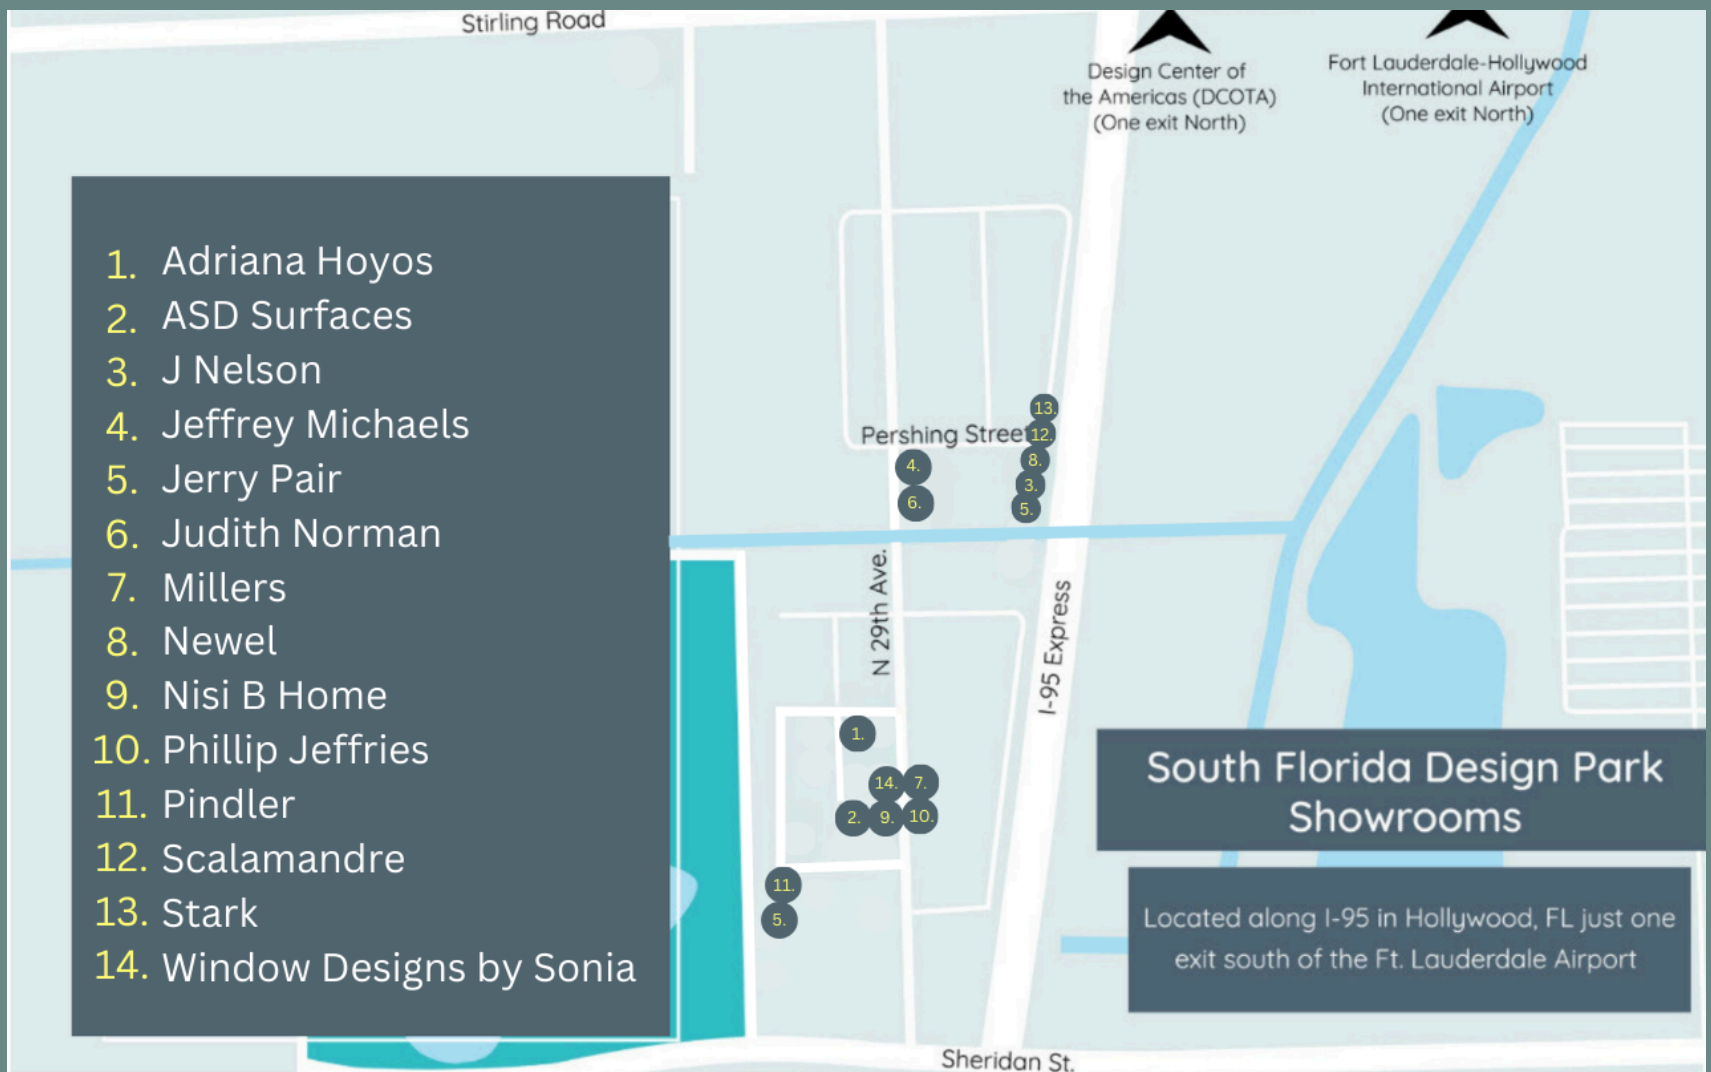 Stirling Road
Design Center of
the Americas (DCOTA)
(One exit North)
Fort Lauderdale-Hollywood
International Airport
(One exit North)
1. Adriana Hoyos
2. ASD Surfaces
3. J Nelson
4. Jeffrey Michaels
5. Jerry Pair
6. Judith Norman
7. Millers
8. Newel
9. Nisi B Home
10. Phillip Jeffries
11. Pindler
12. Scalamandre
13. Stark
14. Window Designs by Sonia
13.
Pershing Street
12.
4.
8.
3.
6.
5.
N 29th Ave.
I-95 Express
1.
14.
7.
2.
9.
10.
11.
5.
South Florida Design Park
Showrooms
Located along I-95 in Hollywood, FL just one
exit south of the Ft. Lauderdale Airport
Sheridan St.